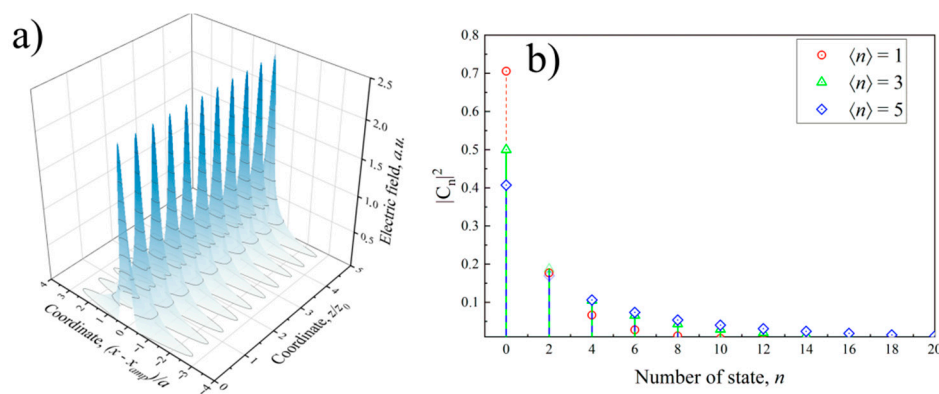 a)
2.5
2.0
1.5
1.0
0.5
Electric field, a.u.
4
3
2
1
0
-1
-2
-3
-4
Coordinate, (x - x_amp)/a
0
1
2
3
4
5
Coordinate, z/z_0
b)
⟨n⟩ = 1
⟨n⟩ = 3
⟨n⟩ = 5
0.8
0.7
0.6
0.5
0.4
0.3
0.2
0.1
|C_n|^2
0 2 4 6 8 10 12 14 16 18 20
Number of state, n